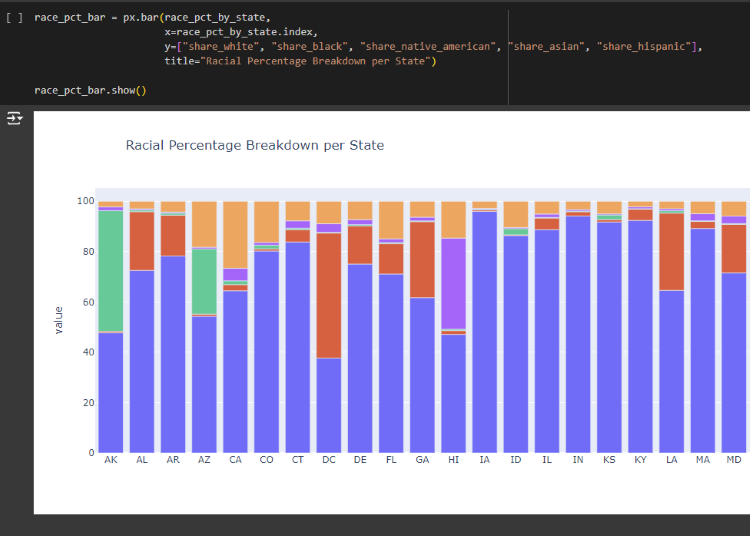 [ ] race_pct_bar = px.bar(race_pct_by_state,
x=race_pct_by_state.index,
y=["share_white", "share_black", "share_native_american", "share_asian", "share_hispanic"],
title="Racial Percentage Breakdown per State")
race_pct_bar.show()
Racial Percentage Breakdown per State
100
80
60
40
20
0
value
AK AL AR AZ CA CO CT DC DE FL GA HI IA ID IL IN KS KY LA MA MD